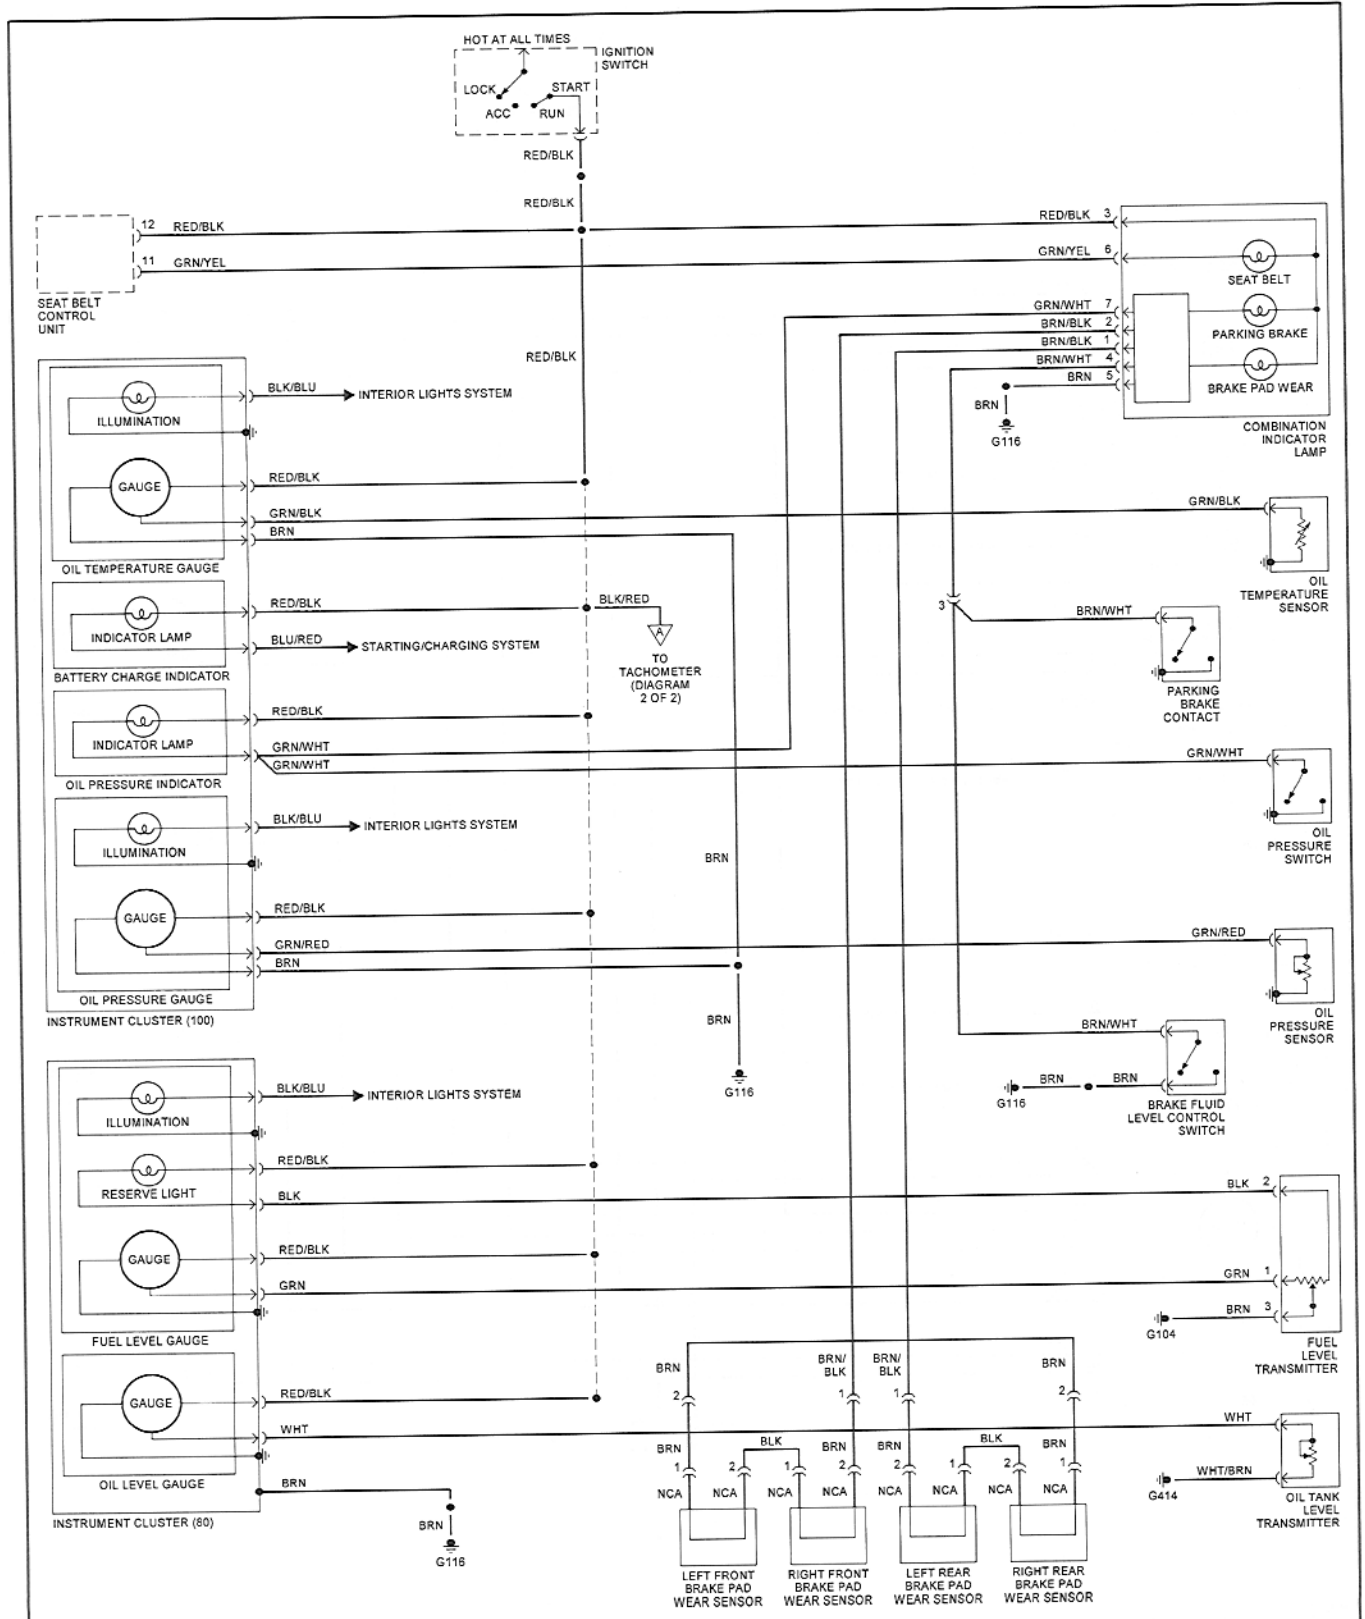 HOT AT ALL TIMES
IGNITION
SWITCH
LOCK
START
ACC
RUN
RED/BLK
RED/BLK
12
RED/BLK
11
GRN/YEL
SEAT BELT
CONTROL
UNIT
RED/BLK
RED/BLK 3
GRN/YEL 6
SEAT BELT
GRN/WHT 7
BRN/BLK 2
PARKING BRAKE
BRN/BLK 1
BRN/WHT 4
BRN 5
BRAKE PAD WEAR
BRN
G116
COMBINATION
INDICATOR
LAMP
BLK/BLU
INTERIOR LIGHTS SYSTEM
ILLUMINATION
GAUGE
RED/BLK
GRN/BLK
BRN
OIL TEMPERATURE GAUGE
GRN/BLK
OIL
TEMPERATURE
SENSOR
RED/BLK
INDICATOR LAMP
BLU/RED
STARTING/CHARGING SYSTEM
BATTERY CHARGE INDICATOR
BLK/RED
A
TO
TACHOMETER
(DIAGRAM
2 OF 2)
3
BRN/WHT
PARKING
BRAKE
CONTACT
RED/BLK
INDICATOR LAMP
GRN/WHT
GRN/WHT
OIL PRESSURE INDICATOR
GRN/WHT
OIL
PRESSURE
SWITCH
BLK/BLU
INTERIOR LIGHTS SYSTEM
ILLUMINATION
BRN
GAUGE
RED/BLK
GRN/RED
BRN
OIL PRESSURE GAUGE
INSTRUMENT CLUSTER (100)
GRN/RED
OIL
PRESSURE
SENSOR
BRN
G116
BRN/WHT
BRN
BRN
G116
BRAKE FLUID
LEVEL CONTROL
SWITCH
BLK/BLU
INTERIOR LIGHTS SYSTEM
ILLUMINATION
RED/BLK
RESERVE LIGHT
BLK
BLK 2
GAUGE
RED/BLK
GRN
GRN 1
BRN 3
G104
FUEL LEVEL GAUGE
FUEL
LEVEL
TRANSMITTER
GAUGE
RED/BLK
WHT
OIL LEVEL GAUGE
BRN
INSTRUMENT CLUSTER (80)
BRN
G116
BRN
BRN/
BLK
BRN/
BLK
BRN
2
1
1
2
WHT
BRN
BLK
BRN
BRN
BLK
BRN
1
2
1
2
2
1
2
1
NCA
NCA
NCA
NCA
NCA
NCA
NCA
NCA
WHT/BRN
G414
OIL TANK
LEVEL
TRANSMITTER
LEFT FRONT
BRAKE PAD
WEAR SENSOR
RIGHT FRONT
BRAKE PAD
WEAR SENSOR
LEFT REAR
BRAKE PAD
WEAR SENSOR
RIGHT REAR
BRAKE PAD
WEAR SENSOR